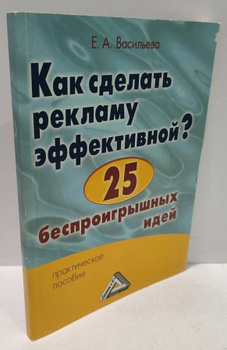 Е. А. Васильева
Как сделать
рекламу
эффективной?
25
беспроигрышных
идей
практическое
пособие